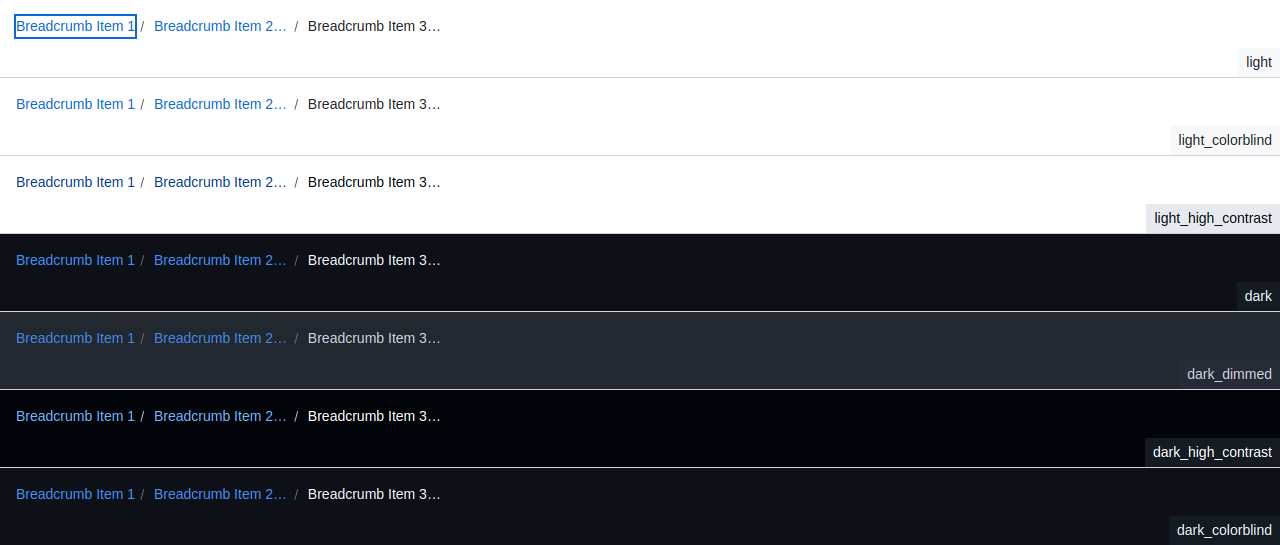 Breadcrumb Item 1 / Breadcrumb Item 2… / Breadcrumb Item 3…
light
Breadcrumb Item 1 / Breadcrumb Item 2… / Breadcrumb Item 3…
light_colorblind
Breadcrumb Item 1 / Breadcrumb Item 2… / Breadcrumb Item 3…
light_high_contrast
Breadcrumb Item 1 / Breadcrumb Item 2… / Breadcrumb Item 3…
dark
Breadcrumb Item 1 / Breadcrumb Item 2… / Breadcrumb Item 3…
dark_dimmed
Breadcrumb Item 1 / Breadcrumb Item 2… / Breadcrumb Item 3…
dark_high_contrast
Breadcrumb Item 1 / Breadcrumb Item 2… / Breadcrumb Item 3…
dark_colorblind